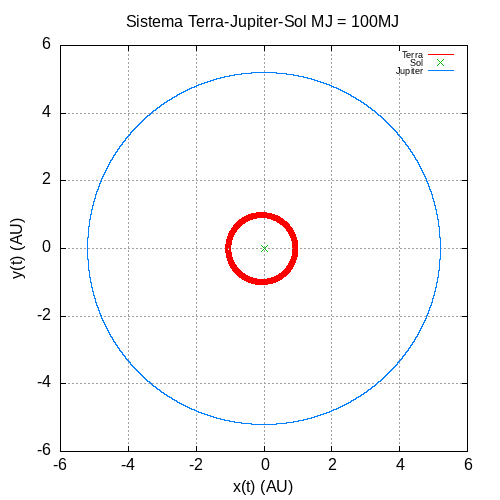 Sistema Terra-Jupiter-Sol MJ = 100MJ
Terra
Sol
Jupiter
6
4
2
0
-2
-4
-6
y(t) (AU)
-6 -4 -2 0 2 4 6
x(t) (AU)